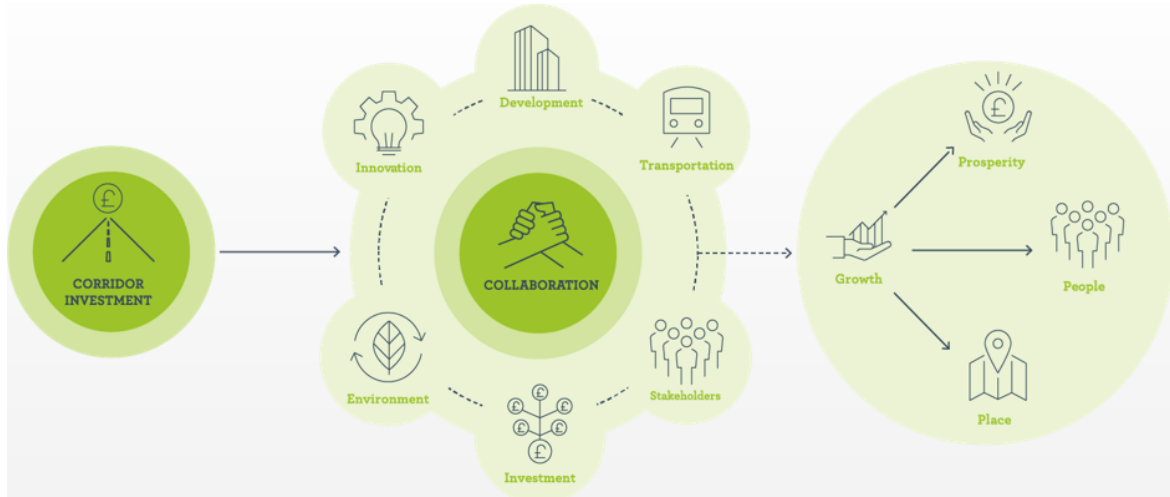 £
CORRIDOR
INVESTMENT
Development
Innovation
Transportation
COLLABORATION
Environment
Stakeholders
£
£ £
£ £
£
Investment
£
Prosperity
Growth
People
Place